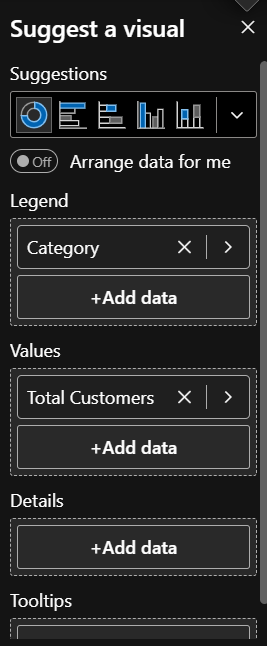 Suggest a visual
Suggestions
Off
Arrange data for me
Legend
Category
+Add data
Values
Total Customers
+Add data
Details
+Add data
Tooltips